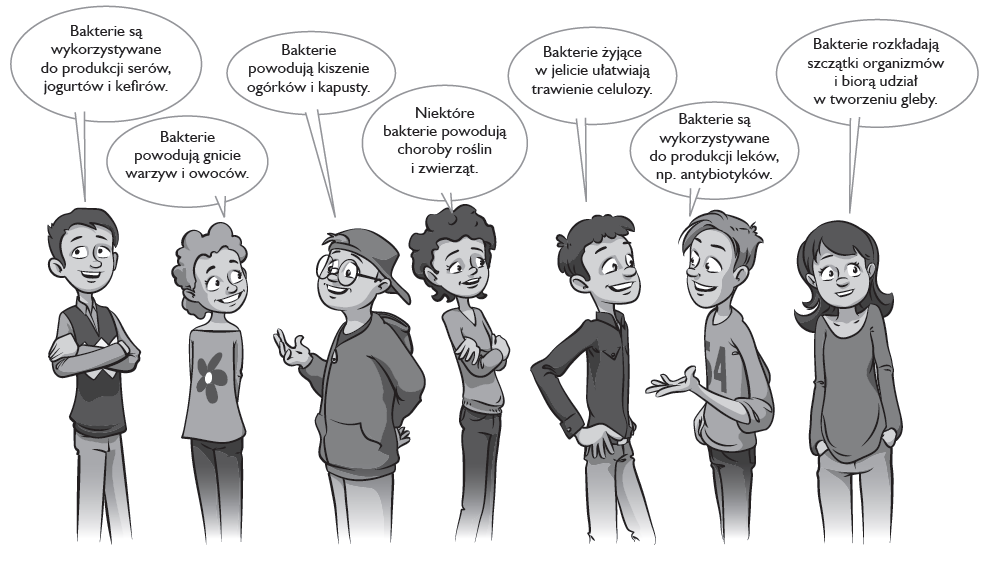 Bakterie są
wykorzystywane
do produkcji serów,
jogurtów i kefirów.
Bakterie
powodują gnicie
warzyw i owoców.
Bakterie
powodują kiszenie
ogórków i kapusty.
Niektóre
bakterie powodują
choroby roślin
i zwierząt.
Bakterie żyjące
w jelicie ułatwiają
trawienie celulozy.
Bakterie są
wykorzystywane
do produkcji leków,
np. antybiotyków.
Bakterie rozkładają
szczątki organizmów
i biorą udział
w tworzeniu gleby.